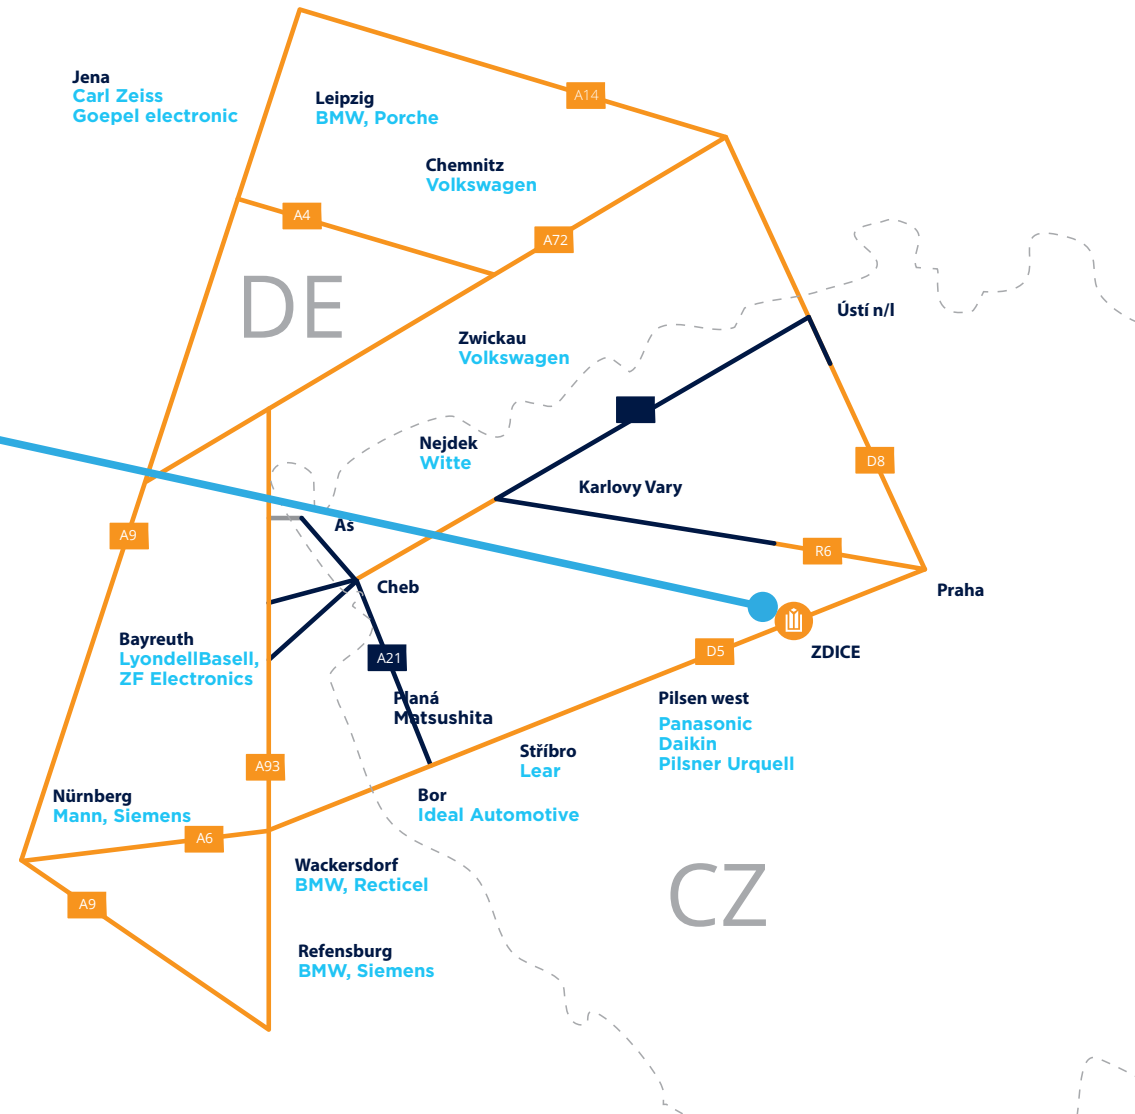 Jena
Carl Zeiss
Goepel electronic
Leipzig
BMW, Porche
A14
Chemnitz
Volkswagen
A4
A72
DE
Ústí n/l
Zwickau
Volkswagen
Nejdek
Witte
D8
Karlovy Vary
As
A9
R6
Cheb
Praha
Bayreuth
LyondellBasell,
ZF Electronics
ZDICE
D5
A21
Planá
Matsushita
Pilsen west
Panasonic
Daikin
Pilsner Urquell
Stříbro
Lear
A93
Nürnberg
Mann, Siemens
Bor
Ideal Automotive
A6
Wackersdorf
BMW, Recticel
CZ
A9
Refensburg
BMW, Siemens